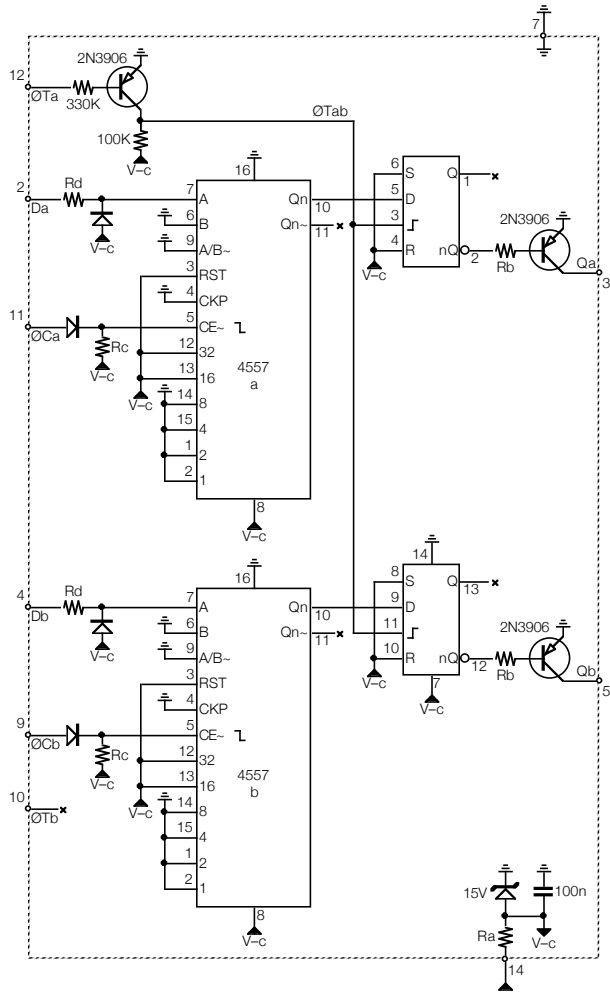 7
2N3906
12
ØTa
330K
ØTab
100K
V–c
16
6
S
Q
1
2
Rd
7
A
Qn
10
5
D
Da
6
B
Qn~
11
3
2N3906
V–c
9
A/B~
4
R
nQ
2
Rb
Qa
3
3
RST
V–c
4
CKP
11
5
CE~
ØCa
Rc
12
32
V–c
4557
13
16
a
V–c
14
8
15
4
1
2
2
1
8
V–c
16
14
8
S
Q
13
4
Rd
7
A
Qn
10
9
D
Db
6
B
Qn~
11
11
2N3906
V–c
9
A/B~
10
R
nQ
12
Rb
Qb
5
3
RST
V–c
7
4
CKP
V–c
9
5
CE~
ØCb
Rc
12
32
V–c
4557
13
16
b
10
V–c
14
8
ØTb
15
4
1
2
2
1
15V
100n
8
Ra
V–c
V–c
14